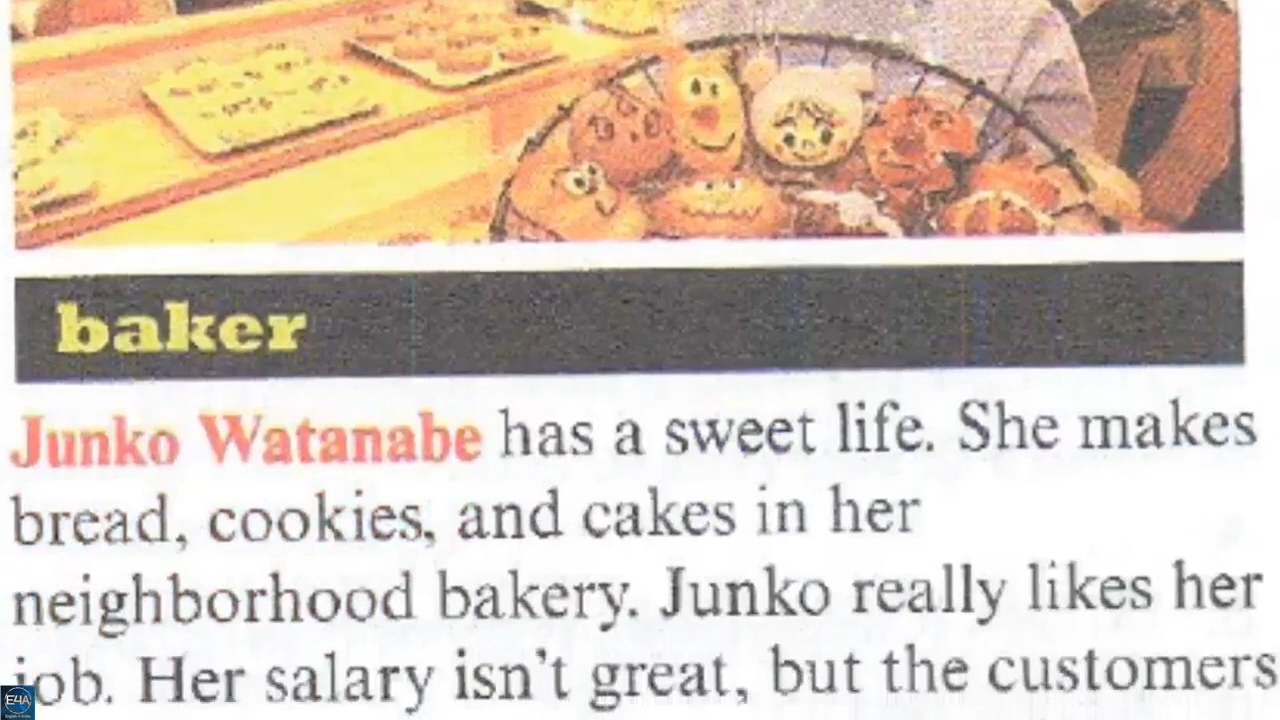 baker
Junko Watanabe has a sweet life. She makes
bread, cookies, and cakes in her
neighborhood bakery. Junko really likes her
job. Her salary isn't great, but the customers
E4A